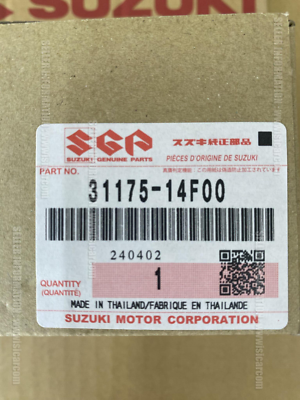 SUZUKI
SGP
スズキ純正部品
SUZUKI GENUINE PARTS
PIÈCES D'ORIGINE DE SUZUKI
PART NO.
31175-14F00
240402
QUANTITY
(QUANTITÉ)
1
MADE IN THAILAND/FABRIQUE EN THAILANDE
SUZUKI MOTOR CORPORATION